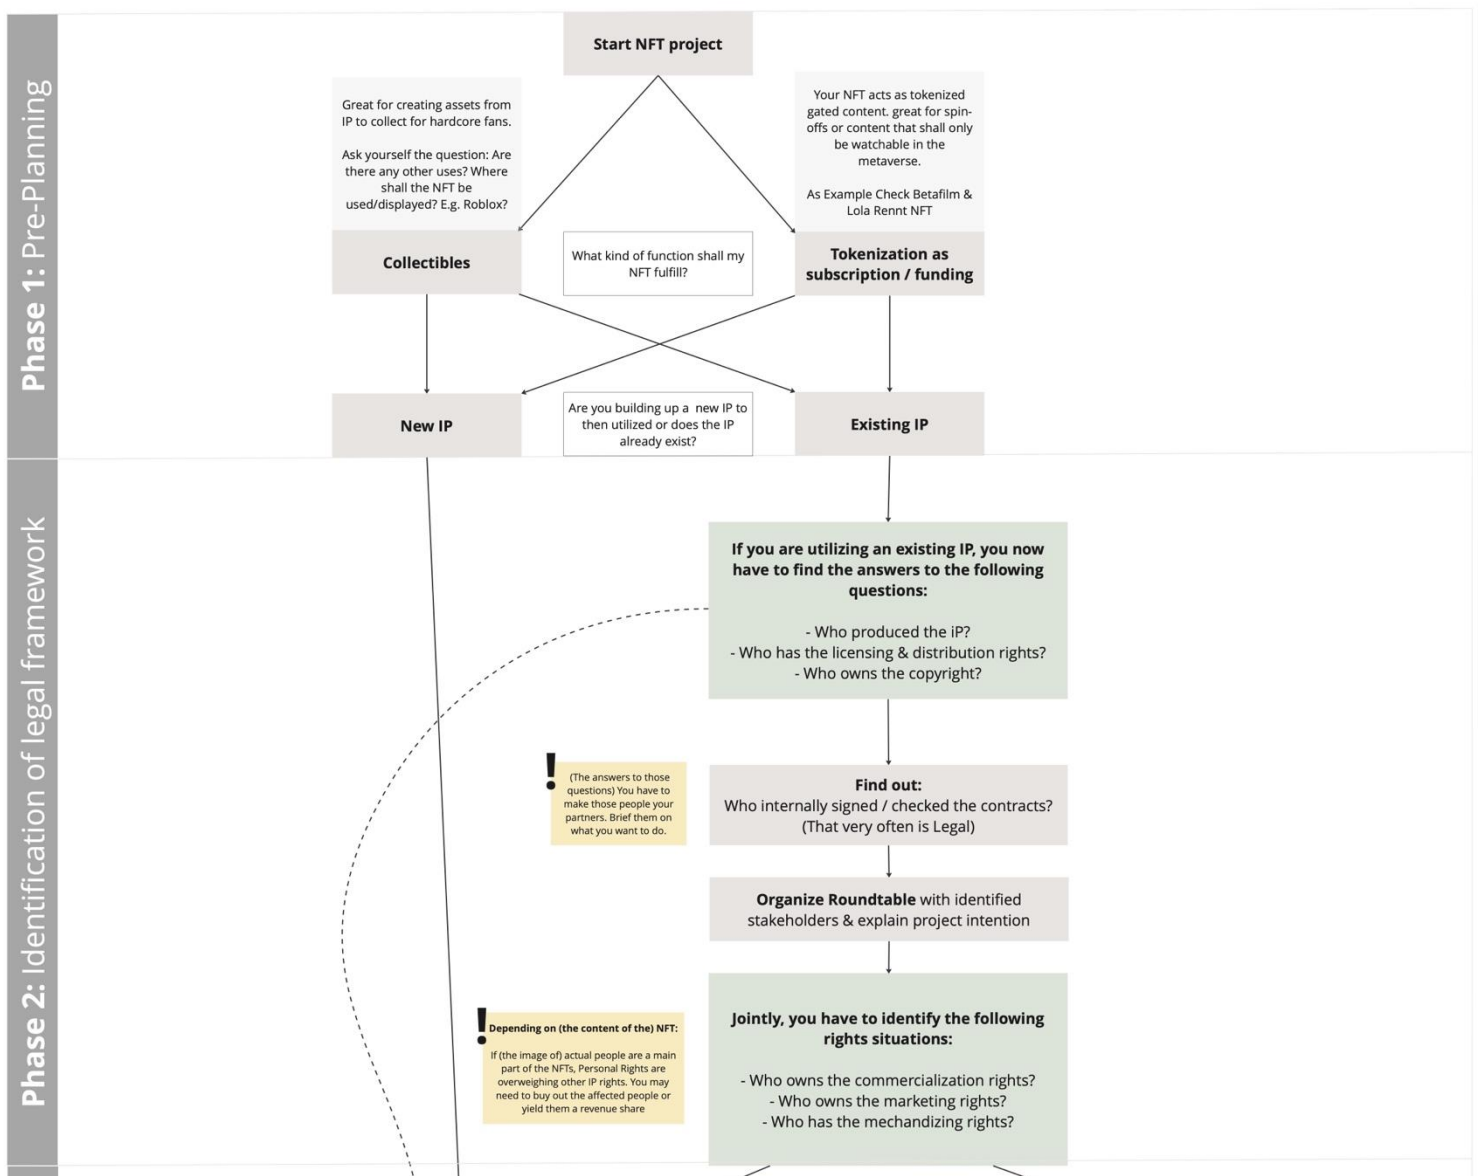 Phase 1: Pre-Planning
Start NFT project
Great for creating assets from
IP to collect for hardcore fans.
Ask yourself the question: Are
there any other uses? Where
shall the NFT be
used/displayed? E.g. Roblox?
Your NFT acts as tokenized
gated content. great for spin-
offs or content that shall only
be watchable in the
metaverse.
As Example Check Betafilm &
Lola Rennt NFT
Collectibles
What kind of function shall my
NFT fulfill?
Tokenization as
subscription / funding
New IP
Are you building up a  new IP to
then utilized or does the IP
already exist?
Existing IP
Phase 2: Identification of legal framework
If you are utilizing an existing IP, you now
have to find the answers to the following
questions:
- Who produced the iP?
- Who has the licensing & distribution rights?
- Who owns the copyright?
!
(The answers to those
questions) You have to
make those people your
partners. Brief them on
what you want to do.
Find out:
Who internally signed / checked the contracts?
(That very often is Legal)
Organize Roundtable with identified
stakeholders & explain project intention
!
Depending on (the content of the) NFT:
If (the image of) actual people are a main
part of the NFTs, Personal Rights are
overweighing other IP rights. You may
need to buy out the affected people or
yield them a revenue share
Jointly, you have to identify the following
rights situations:
- Who owns the commercialization rights?
- Who owns the marketing rights?
- Who has the mechandizing rights?